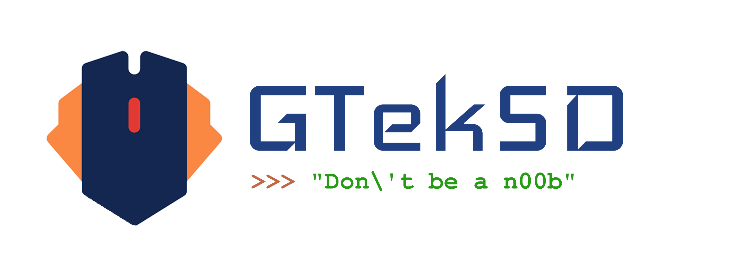 GTekSD
>>> "Don\'t be a n00b"